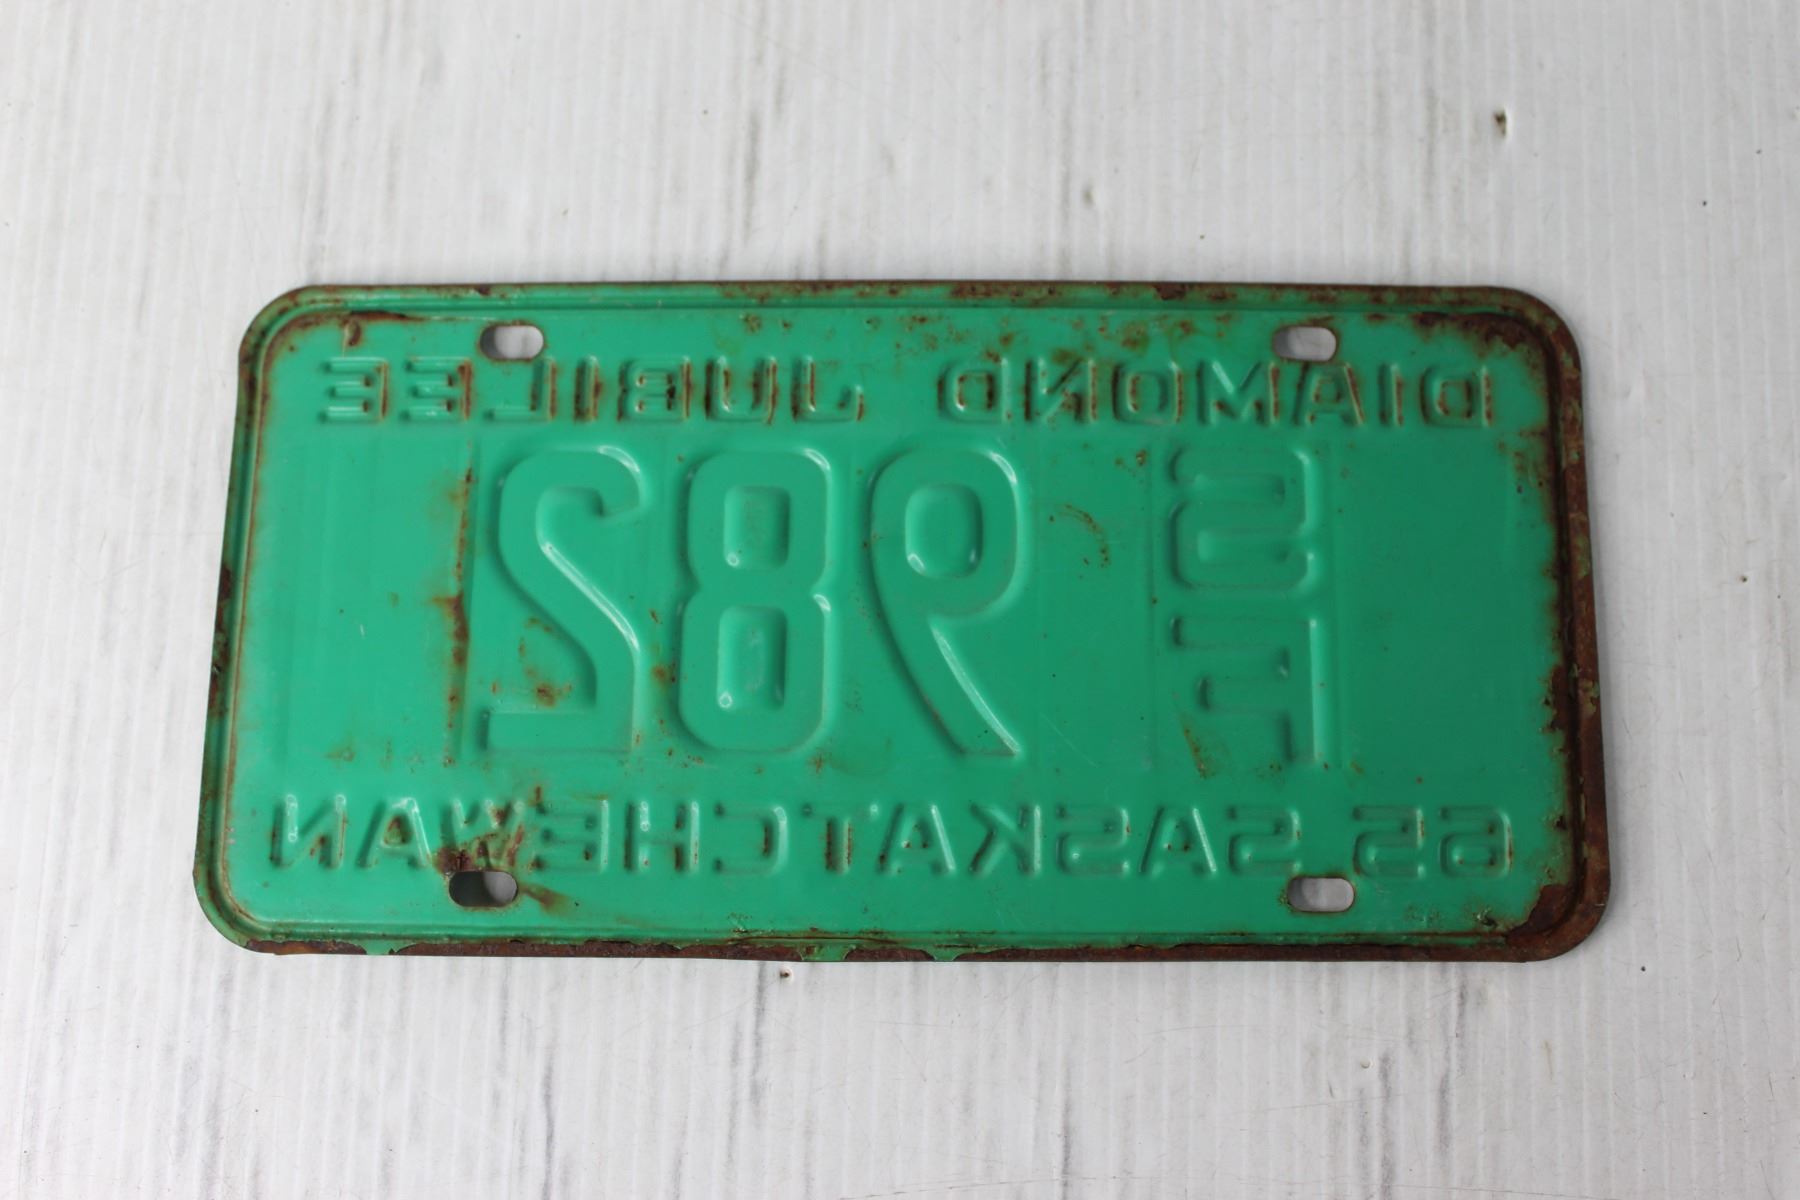 DIAMOND JUBILEE
S
F
982
65 SASKATCHEWAN